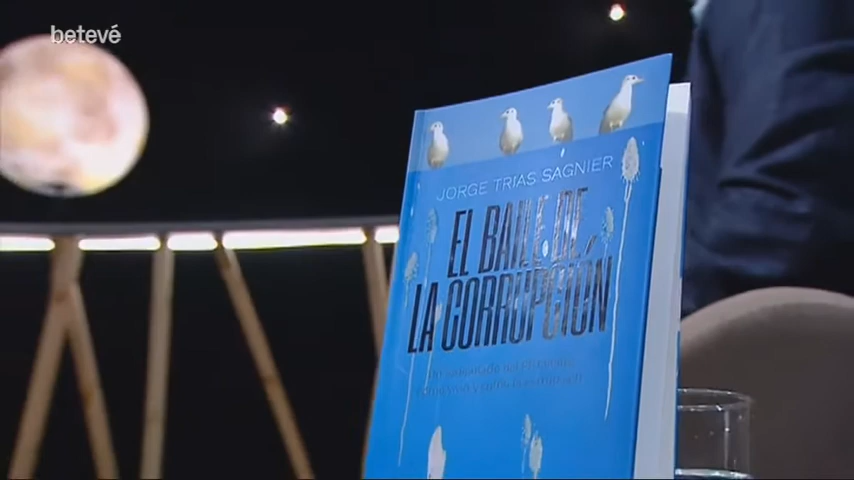 betevé
JORGE TRIAS SAGNIER
EL BAILE DE
LA CORRUPCIÓN